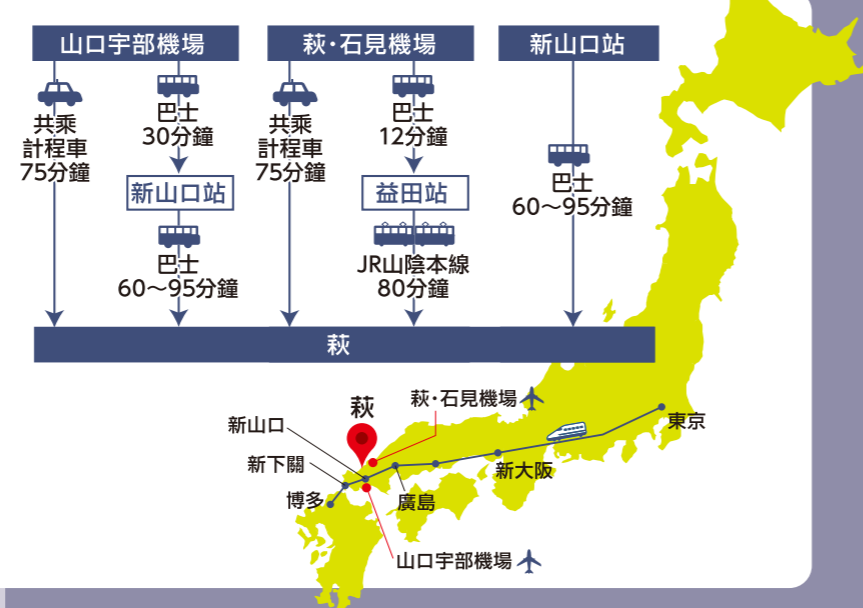 山口宇部機場
萩・石見機場
新山口站
共乘
計程車
75分鐘
巴士
30分鐘
新山口站
巴士
60～95分鐘
共乘
計程車
75分鐘
巴士
12分鐘
益田站
JR山陰本線
80分鐘
巴士
60～95分鐘
萩
萩・石見機場
萩
新山口
東京
新下關
新大阪
博多
廣島
山口宇部機場